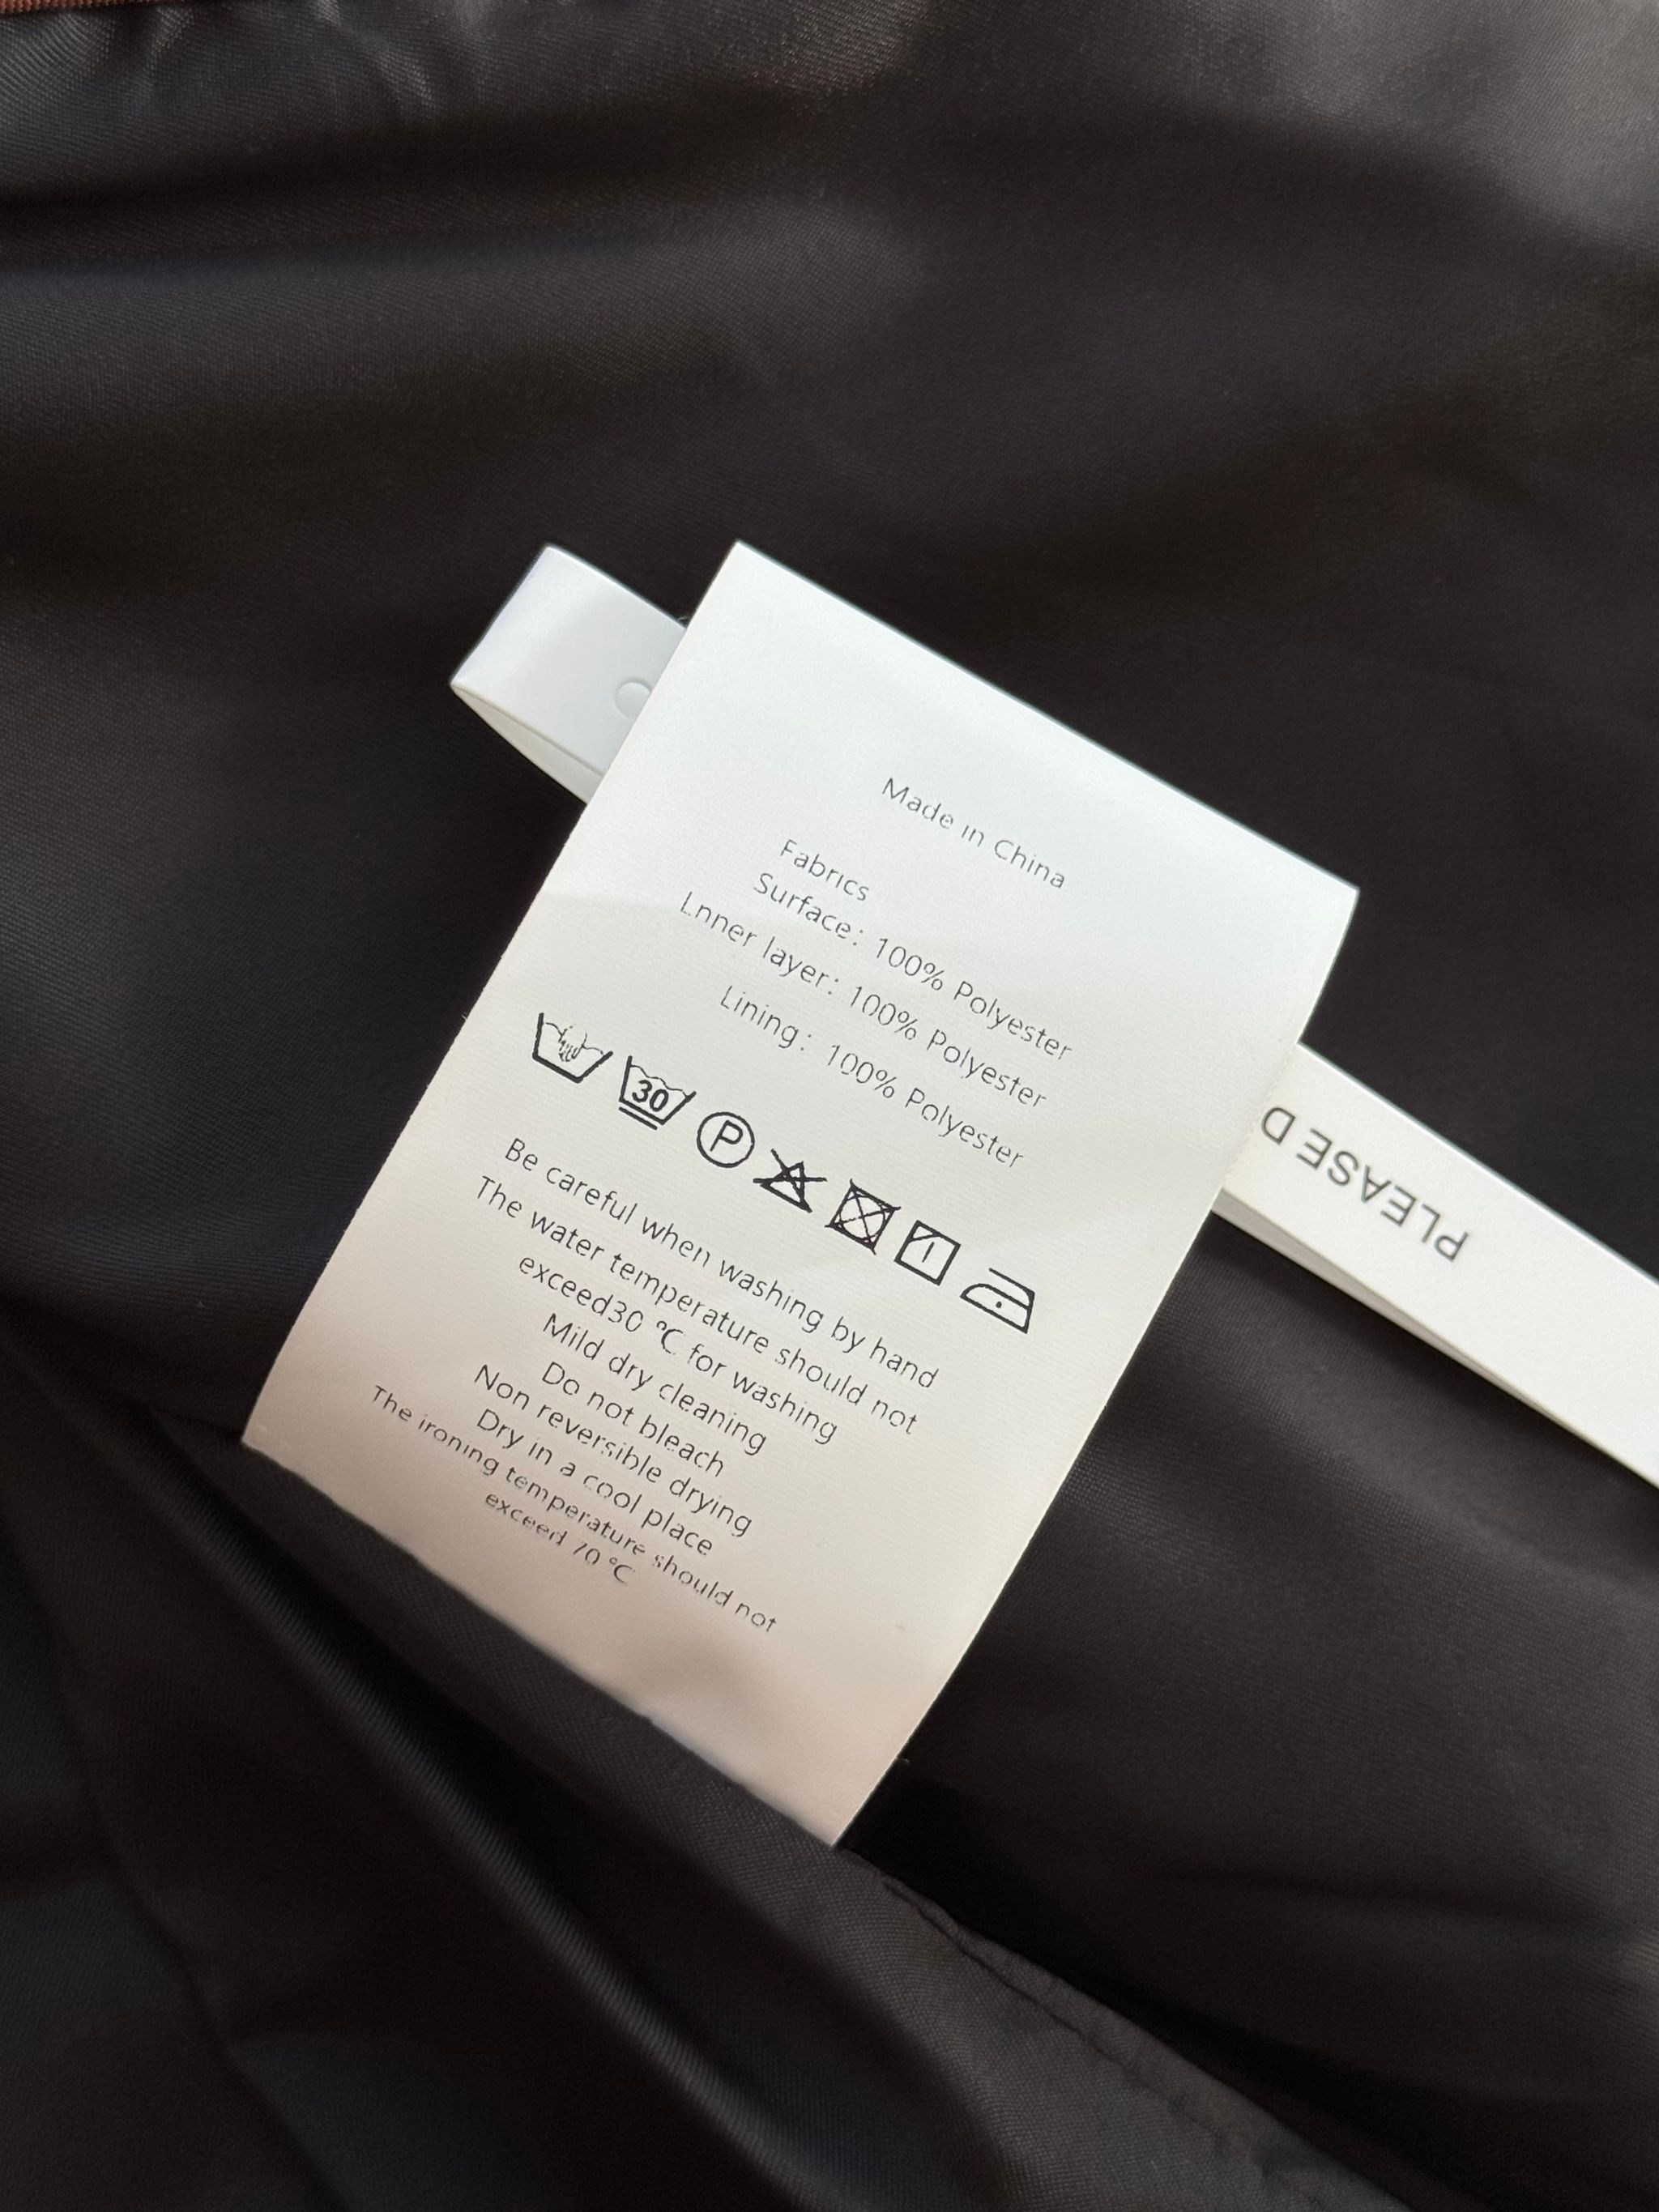 Made in China
Fabrics
Surface: 100% Polyester
Lnner layer: 100% Polyester
Lining: 100% Polyester
30
P
Be careful when washing by hand
The water temperature should not
exceed30 ℃ for washing
Mild dry cleaning
Do not bleach
Non reversible drying
Dry in a cool place
The ironing temperature should not
exceed 70 ℃
PLEASE D